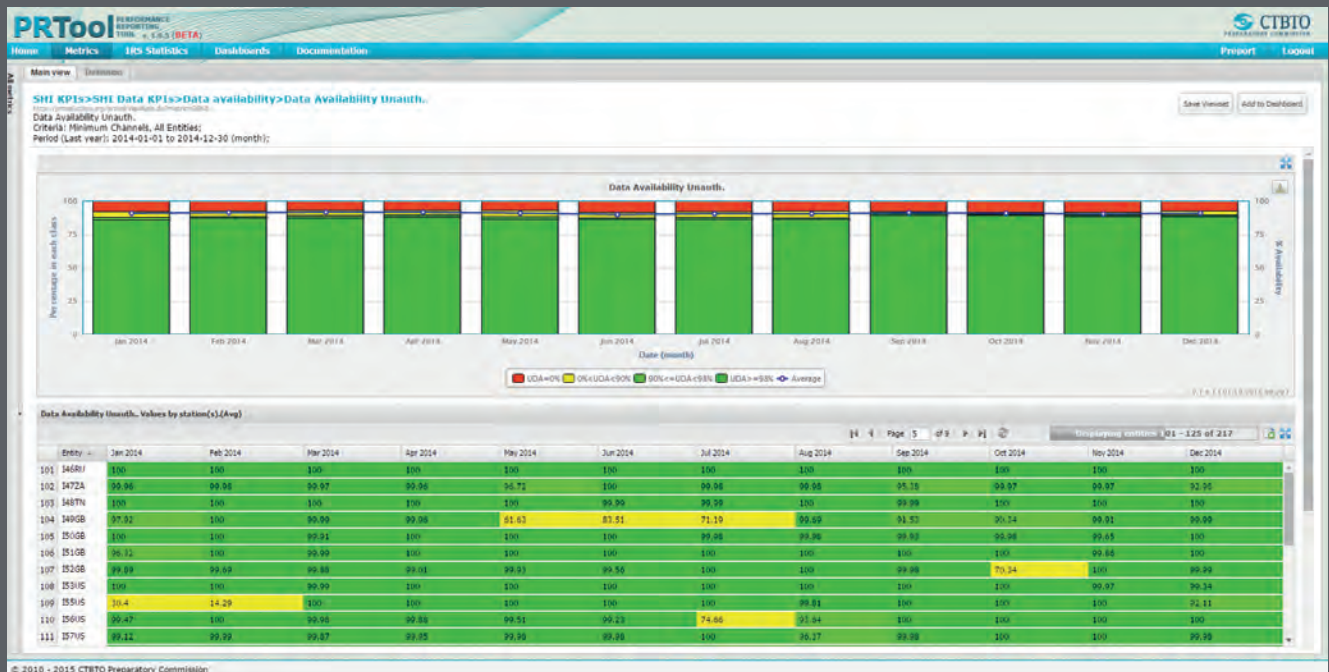 PRTool PERFORMANCE REPORTING TOOL v. 1.0.5 (BETA)
CTBTO
PREPARATORY COMMISSION
Home Metrics IRS Statistics Dashboards Documentation Preport Logout
All metrics
Main view Definition
SHI KPIs>SHI Data KPIs>Data availability>Data Availability Unauth.
Save Viewset Add to Dashboard
Data Availability Unauth.
Criteria: Minimum Channels, All Entities;
Period (Last year): 2014-01-01 to 2014-12-30 (month);
Data Availability Unauth.
Percentage in each class
100
75
50
25
0
100
75
50
25
0
% Availability
Jan 2014 Feb 2014 Mar 2014 Apr 2014 May 2014 Jun 2014 Jul 2014 Aug 2014 Sep 2014 Oct 2014 Nov 2014 Dec 2014
Date (month)
UDA=0% 0%<UDA<90% 90%<=UDA<98% UDA>=98% Average
Data Availability Unauth.. Values by station(s).(Avg)
Page 5 of 9 Displaying entities 101 - 125 of 217
Entity Jan 2014 Feb 2014 Mar 2014 Apr 2014 May 2014 Jun 2014 Jul 2014 Aug 2014 Sep 2014 Oct 2014 Nov 2014 Dec 2014
101 I46RU 100 100 100 100 100 100 100 100 100 100 100 100
102 I47ZA 99.96 99.98 99.97 99.96 96.72 100 99.98 99.98 95.38 99.97 99.97 92.96
103 I48TN 100 100 100 100 100 99.99 99.99 100 99.99 100 100 100
104 I49GB 97.92 100 99.99 99.98 61.63 83.51 71.19 99.69 91.53 90.34 99.91 99.99
105 I50GB 100 100 99.91 100 100 100 99.98 99.98 99.93 99.98 99.65 100
106 I51GB 96.32 100 99.99 100 100 100 100 100 100 100 99.86 100
107 I52GB 99.89 99.69 99.88 99.01 99.93 99.56 100 100 99.98 70.34 100 99.99
108 I53US 100 100 99.99 100 100 100 100 100 100 100 99.97 99.34
109 I55US 30.4 14.29 100 100 100 100 100 99.81 100 100 100 92.11
110 I56US 99.47 100 99.96 99.88 99.51 99.23 74.66 93.64 100 100 100 100
111 I57US 99.12 99.99 99.87 99.95 99.98 99.98 100 96.37 99.98 100 100 99.98
© 2010 - 2015 CTBTO Preparatory Commission